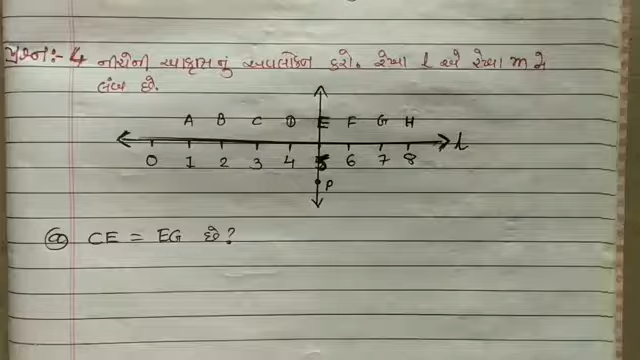 પ્રશ્ન:- 4 નીચેની આકૃતિનું અવલોકન કરો. રેખા l એ રેખા m ને
લંબ છે.
A B C D E F G H
l
0 1 2 3 4 5 6 7 8
P
(a) CE = EG છે?